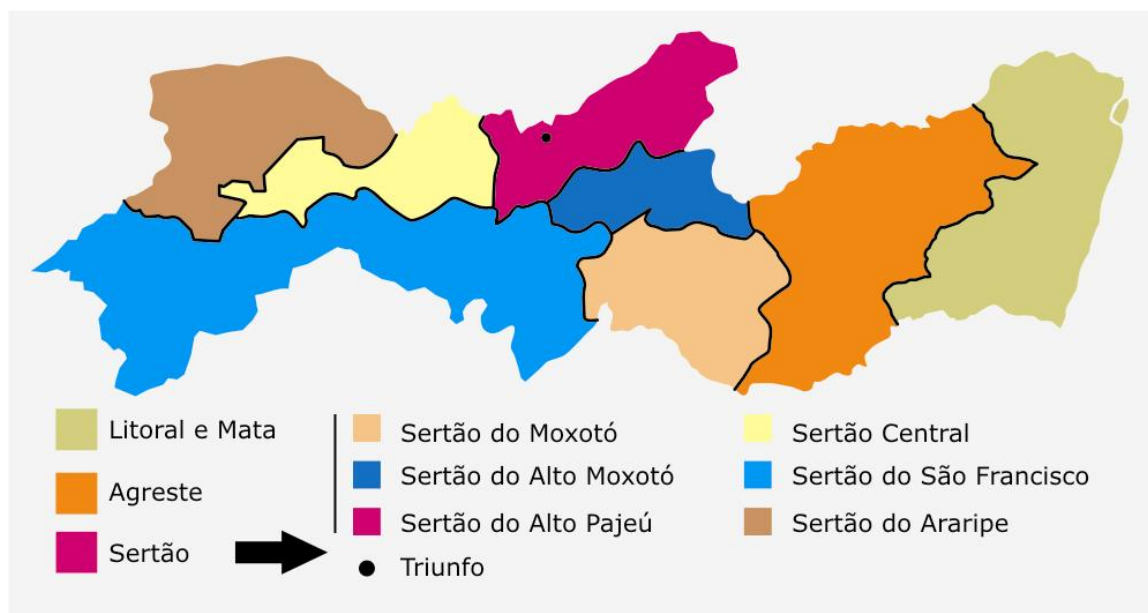 Litoral e Mata
Agreste
Sertão
Sertão do Moxotó
Sertão do Alto Moxotó
Sertão do Alto Pajeú
Triunfo
Sertão Central
Sertão do São Francisco
Sertão do Araripe